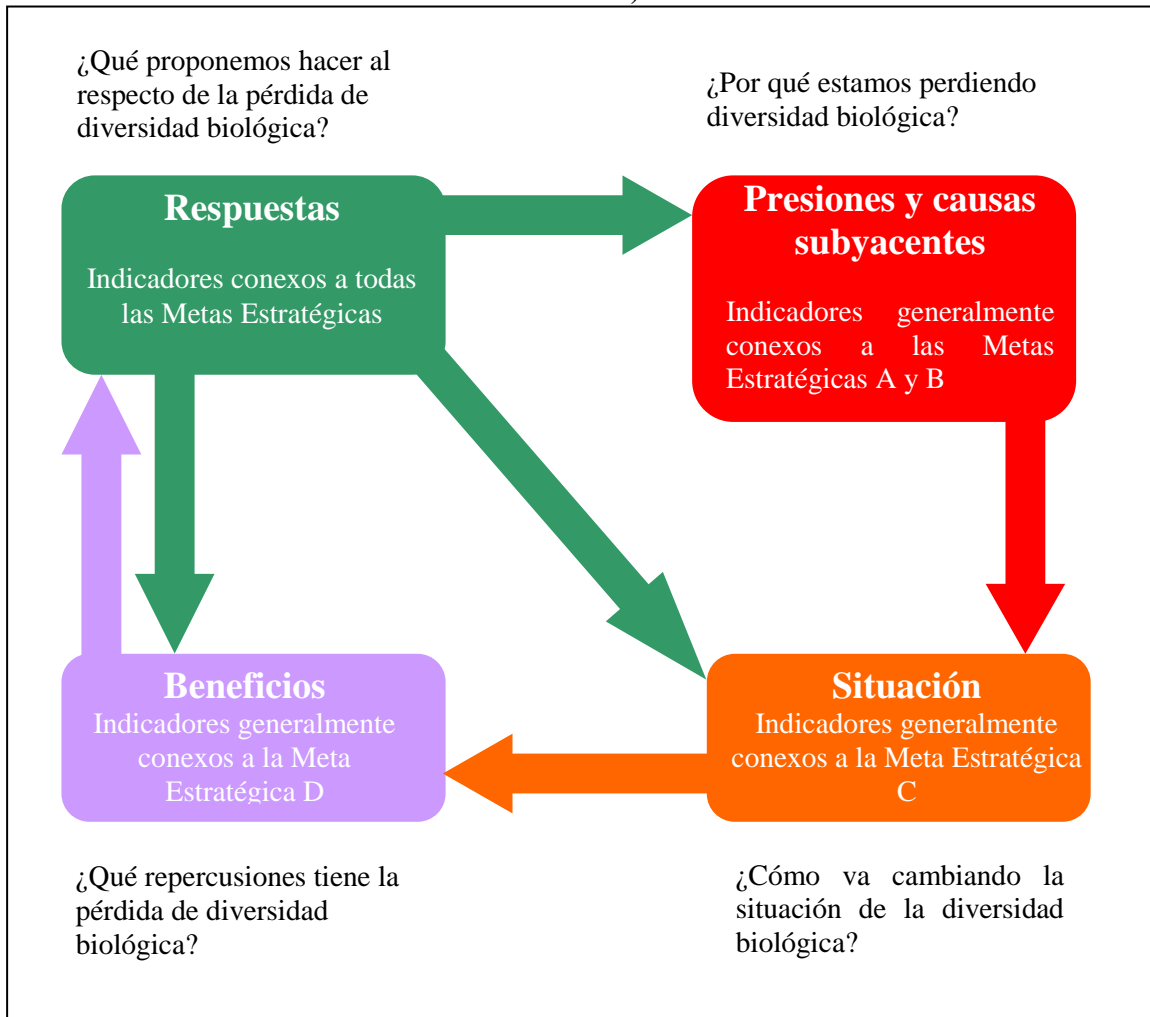 ¿Qué proponemos hacer al
respecto de la pérdida de
diversidad biológica?
¿Por qué estamos perdiendo
diversidad biológica?
Respuestas
Indicadores conexos a todas
las Metas Estratégicas
Presiones y causas
subyacentes
Indicadores generalmente
conexos a las Metas
Estratégicas A y B
Beneficios
Indicadores generalmente
conexos a la Meta
Estratégica D
Situación
Indicadores generalmente
conexos a la Meta Estratégica
C
¿Qué repercusiones tiene la
pérdida de diversidad
biológica?
¿Cómo va cambiando la
situación de la diversidad
biológica?